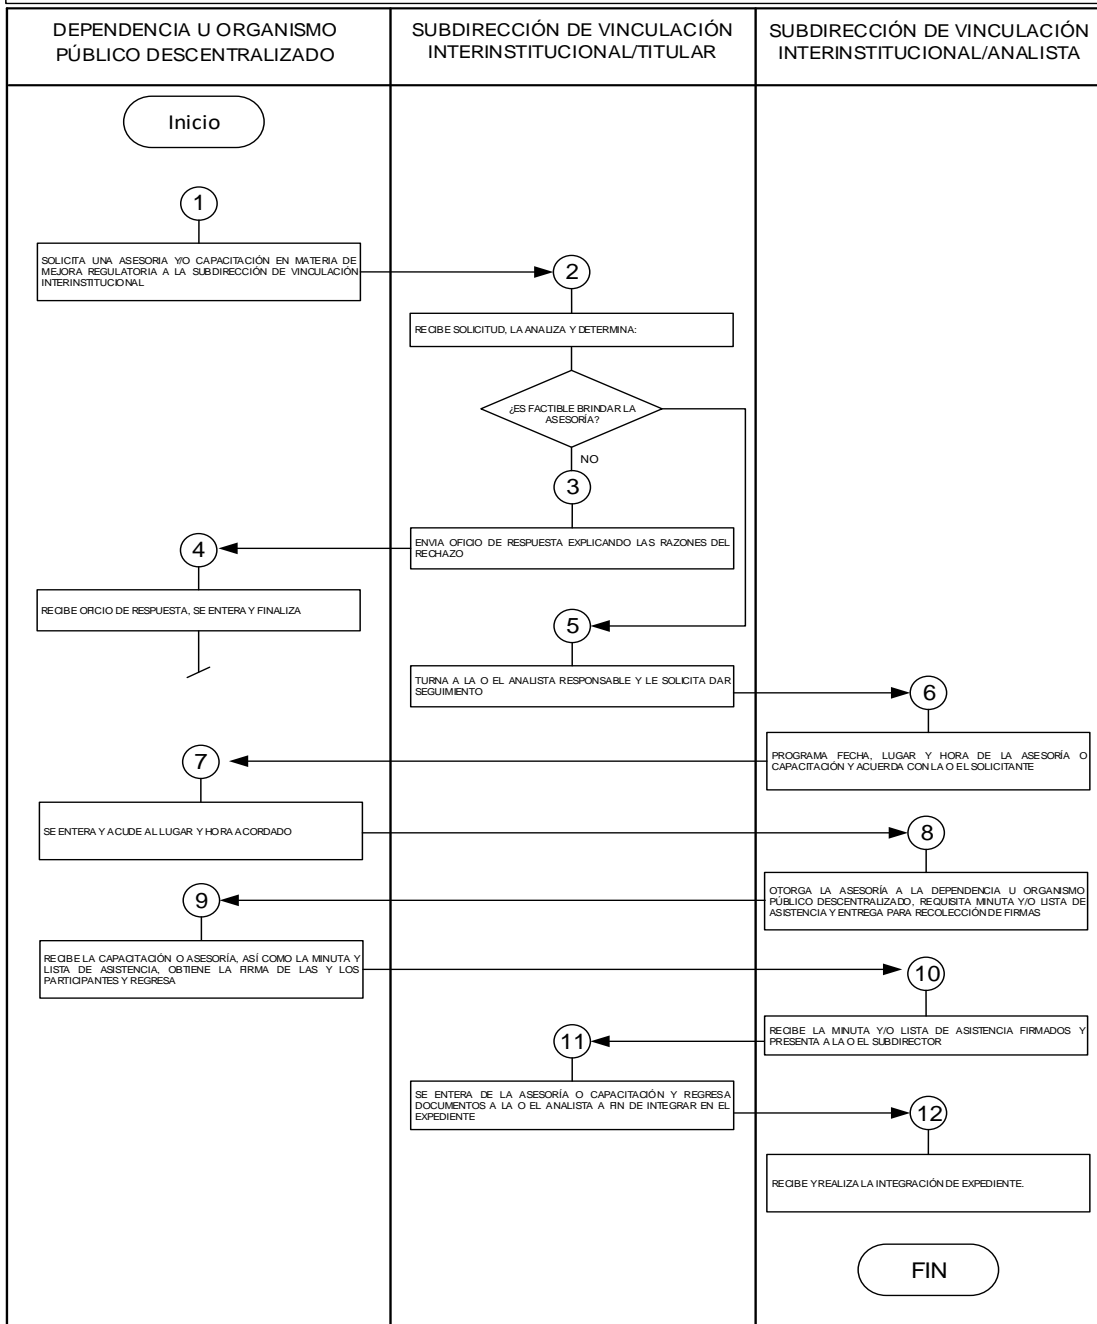 DEPENDENCIA U ORGANISMO
PÚBLICO DESCENTRALIZADO
SUBDIRECCIÓN DE VINCULACIÓN
INTERINSTITUCIONAL/TITULAR
SUBDIRECCIÓN DE VINCULACIÓN
INTERINSTITUCIONAL/ANALISTA
Inicio
1
SOLICITA UNA ASESORIA Y/O CAPACITACIÓN EN MATERIA DE
MEJORA REGULATORIA A LA SUBDIRECCIÓN DE VINCULACIÓN
INTERINSTITUCIONAL
2
RECIBE SOLICITUD, LA ANALIZA Y DETERMINA:
¿ES FACTIBLE BRINDAR LA
ASESORÍA?
NO
3
ENVIA OFICIO DE RESPUESTA EXPLICANDO LAS RAZONES DEL
RECHAZO
4
RECIBE OFICIO DE RESPUESTA, SE ENTERA Y FINALIZA
5
TURNA A LA O EL ANALISTA RESPONSABLE Y LE SOLICITA DAR
SEGUIMIENTO
6
PROGRAMA FECHA, LUGAR Y HORA DE LA ASESORÍA O
CAPACITACIÓN Y ACUERDA CON LA O EL SOLICITANTE
7
SE ENTERA Y ACUDE AL LUGAR Y HORA ACORDADO
8
OTORGA LA ASESORÍA A LA DEPENDENCIA U ORGANISMO
PÚBLICO DESCENTRALIZADO, REQUISITA MINUTA Y/O LISTA DE
ASISTENCIA Y ENTREGA PARA RECOLECCIÓN DE FIRMAS
9
RECIBE LA CAPACITACIÓN O ASESORÍA, ASÍ COMO LA MINUTA Y
LISTA DE ASISTENCIA, OBTIENE LA FIRMA DE LAS Y LOS
PARTICIPANTES Y REGRESA
10
RECIBE LA MINUTA Y/O LISTA DE ASISTENCIA FIRMADOS Y
PRESENTA A LA O EL SUBDIRECTOR
11
SE ENTERA DE LA ASESORÍA O CAPACITACIÓN Y REGRESA
DOCUMENTOS A LA O EL ANALISTA A FIN DE INTEGRAR EN EL
EXPEDIENTE
12
RECIBE Y REALIZA LA INTEGRACIÓN DE EXPEDIENTE.
FIN